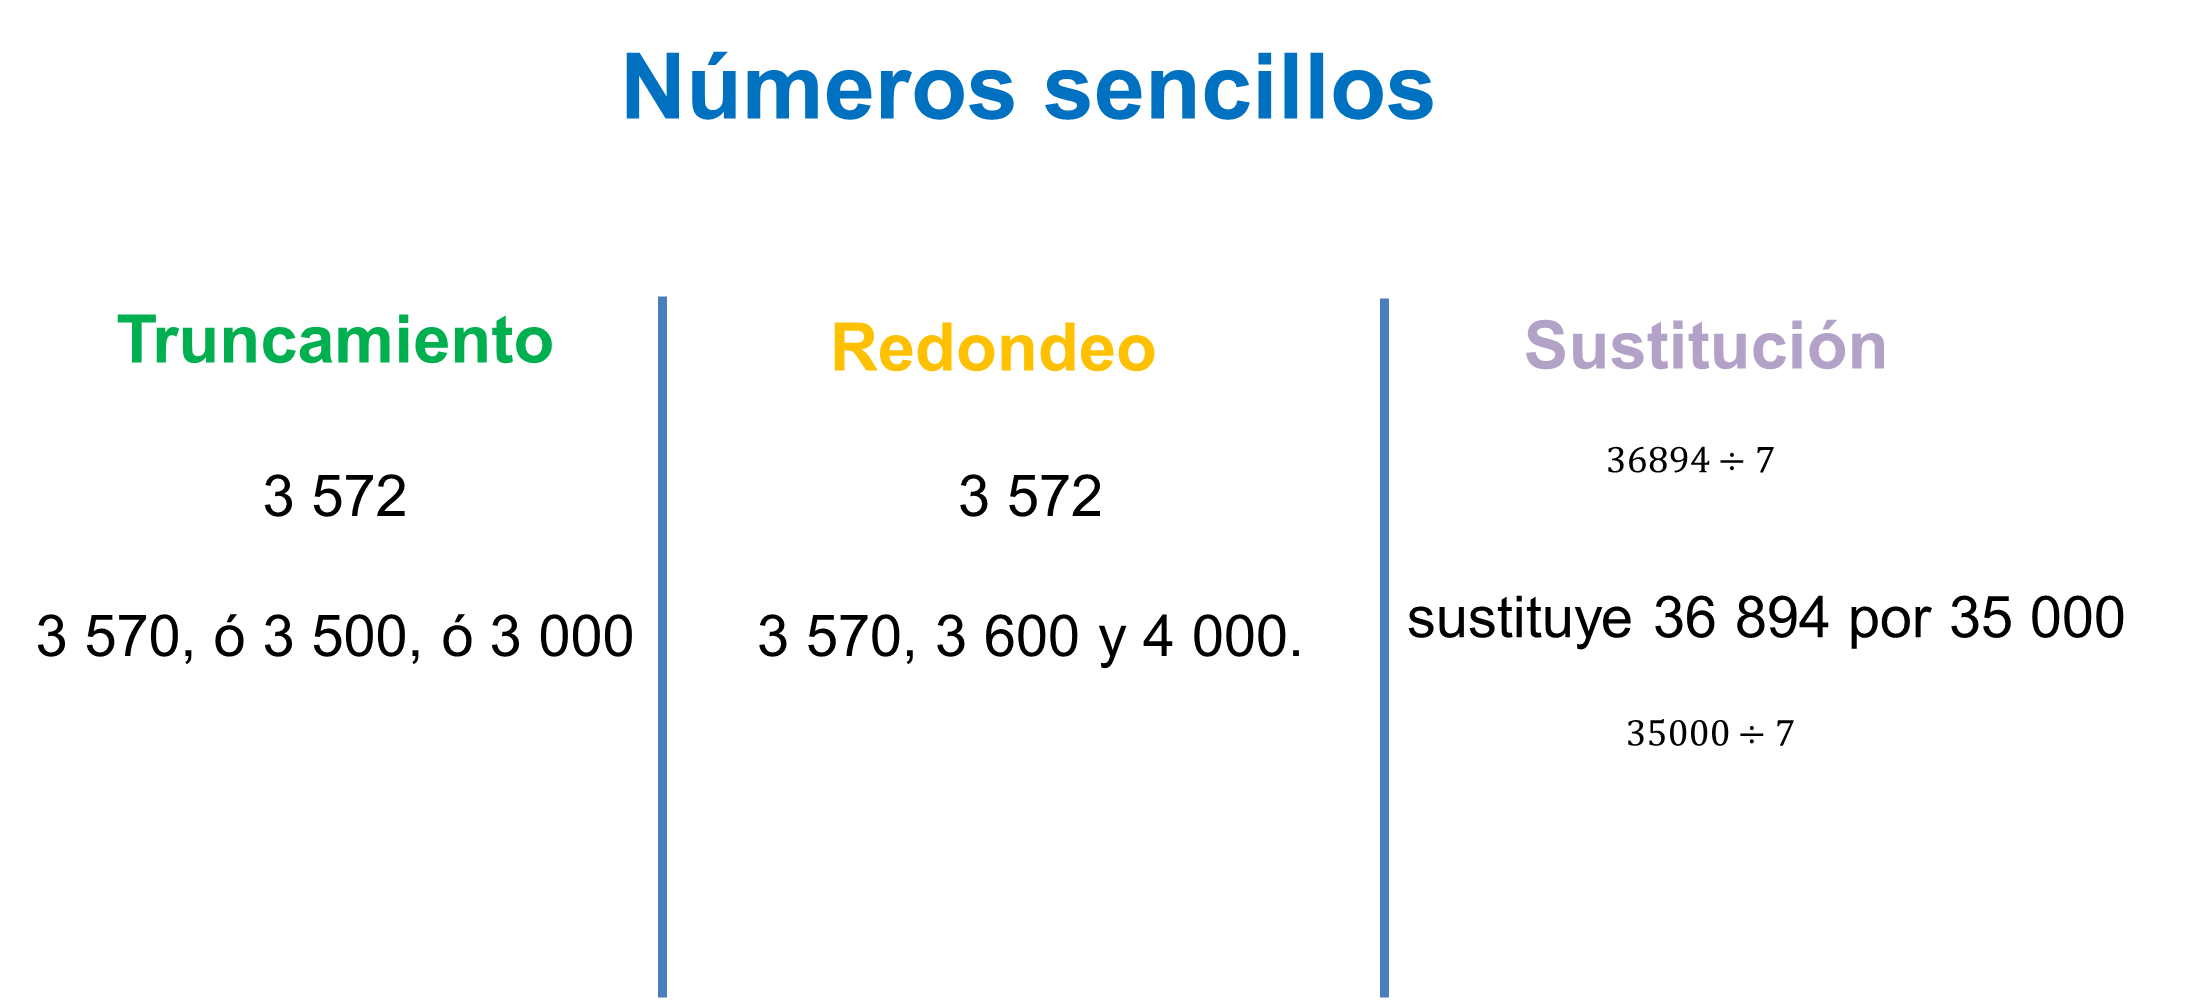 Números sencillos
Truncamiento
3 572
3 570, ó 3 500, ó 3 000
Redondeo
3 572
3 570, 3 600 y 4 000.
Sustitución
36894 ÷ 7
sustituye 36 894 por 35 000
35000 ÷ 7